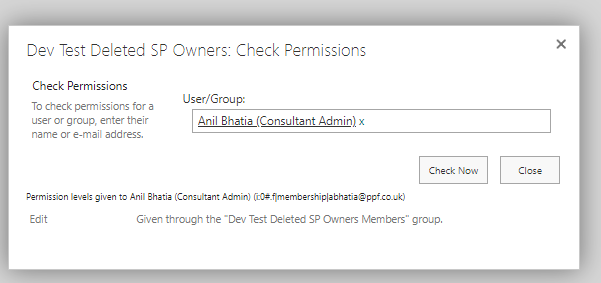 Dev Test Deleted SP Owners: Check Permissions
Check Permissions
To check permissions for a
user or group, enter their
name or e-mail address.
User/Group:
Anil Bhatia (Consultant Admin) x
Check Now
Close
Permission levels given to Anil Bhatia (Consultant Admin) (i:0#.f|membership|abhatia@ppf.co.uk)
Edit Given through the "Dev Test Deleted SP Owners Members" group.